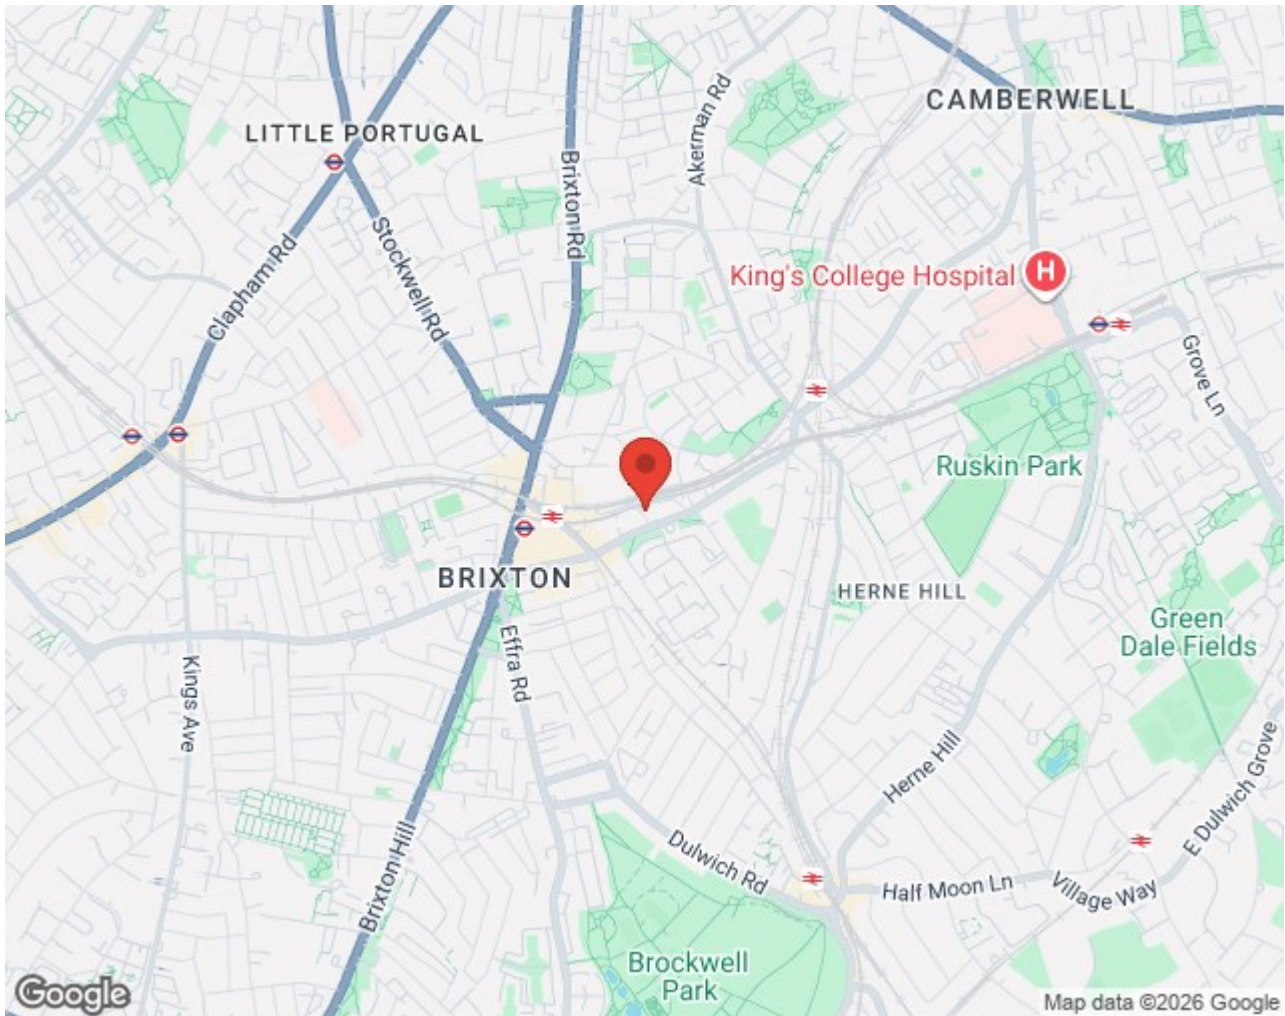 CAMBERWELL
LITTLE PORTUGAL
Akerman Rd
Brixton Rd
Stockwell Rd
Clapham Rd
King's College Hospital
H
Grove Ln
Ruskin Park
BRIXTON
HERNE HILL
Green
Dale Fields
Effra Rd
Kings Ave
Herne Hill
E Dulwich Grove
Brixton Hill
Dulwich Rd
Half Moon Ln
Village Way
Brockwell
Park
Google
Map data ©2026 Google